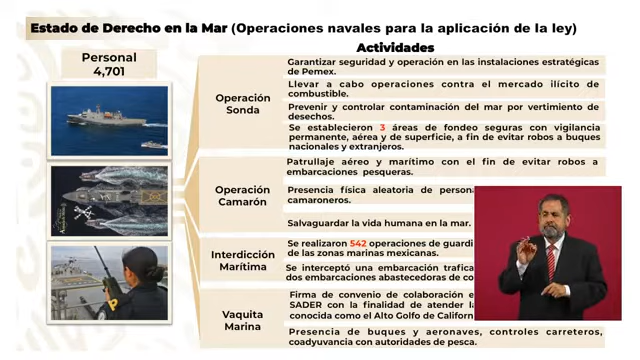 Estado de Derecho en la Mar (Operaciones navales para la aplicación de la ley)
Actividades
Personal
4,701
Operación
Sonda
Garantizar seguridad y operación en las instalaciones estratégicas
de Pemex.
Llevar a cabo operaciones contra el mercado ilícito de
combustible.
Prevenir y controlar contaminación del mar por vertimiento de
desechos.
Se establecieron 3 áreas de fondeo seguras con vigilancia
permanente, aérea y de superficie, a fin de evitar robos a buques
nacionales y extranjeros.
Operación
Camarón
Patrullaje aéreo y marítimo con el fin de evitar robos a
embarcaciones pesqueras.
Presencia física aleatoria de persona
camaroneros.
Salvaguardar la vida humana en la mar.
Interdicción
Marítima
Se realizaron 542 operaciones de guardi
de las zonas marinas mexicanas.
Se interceptó una embarcación trafica
dos embarcaciones abastecedoras de co
Vaquita
Marina
Firma de convenio de colaboración e
SADER con la finalidad de atender l
conocida como el Alto Golfo de Californ
Presencia de buques y aeronaves, controles carreteros,
coadyuvancia con autoridades de pesca.